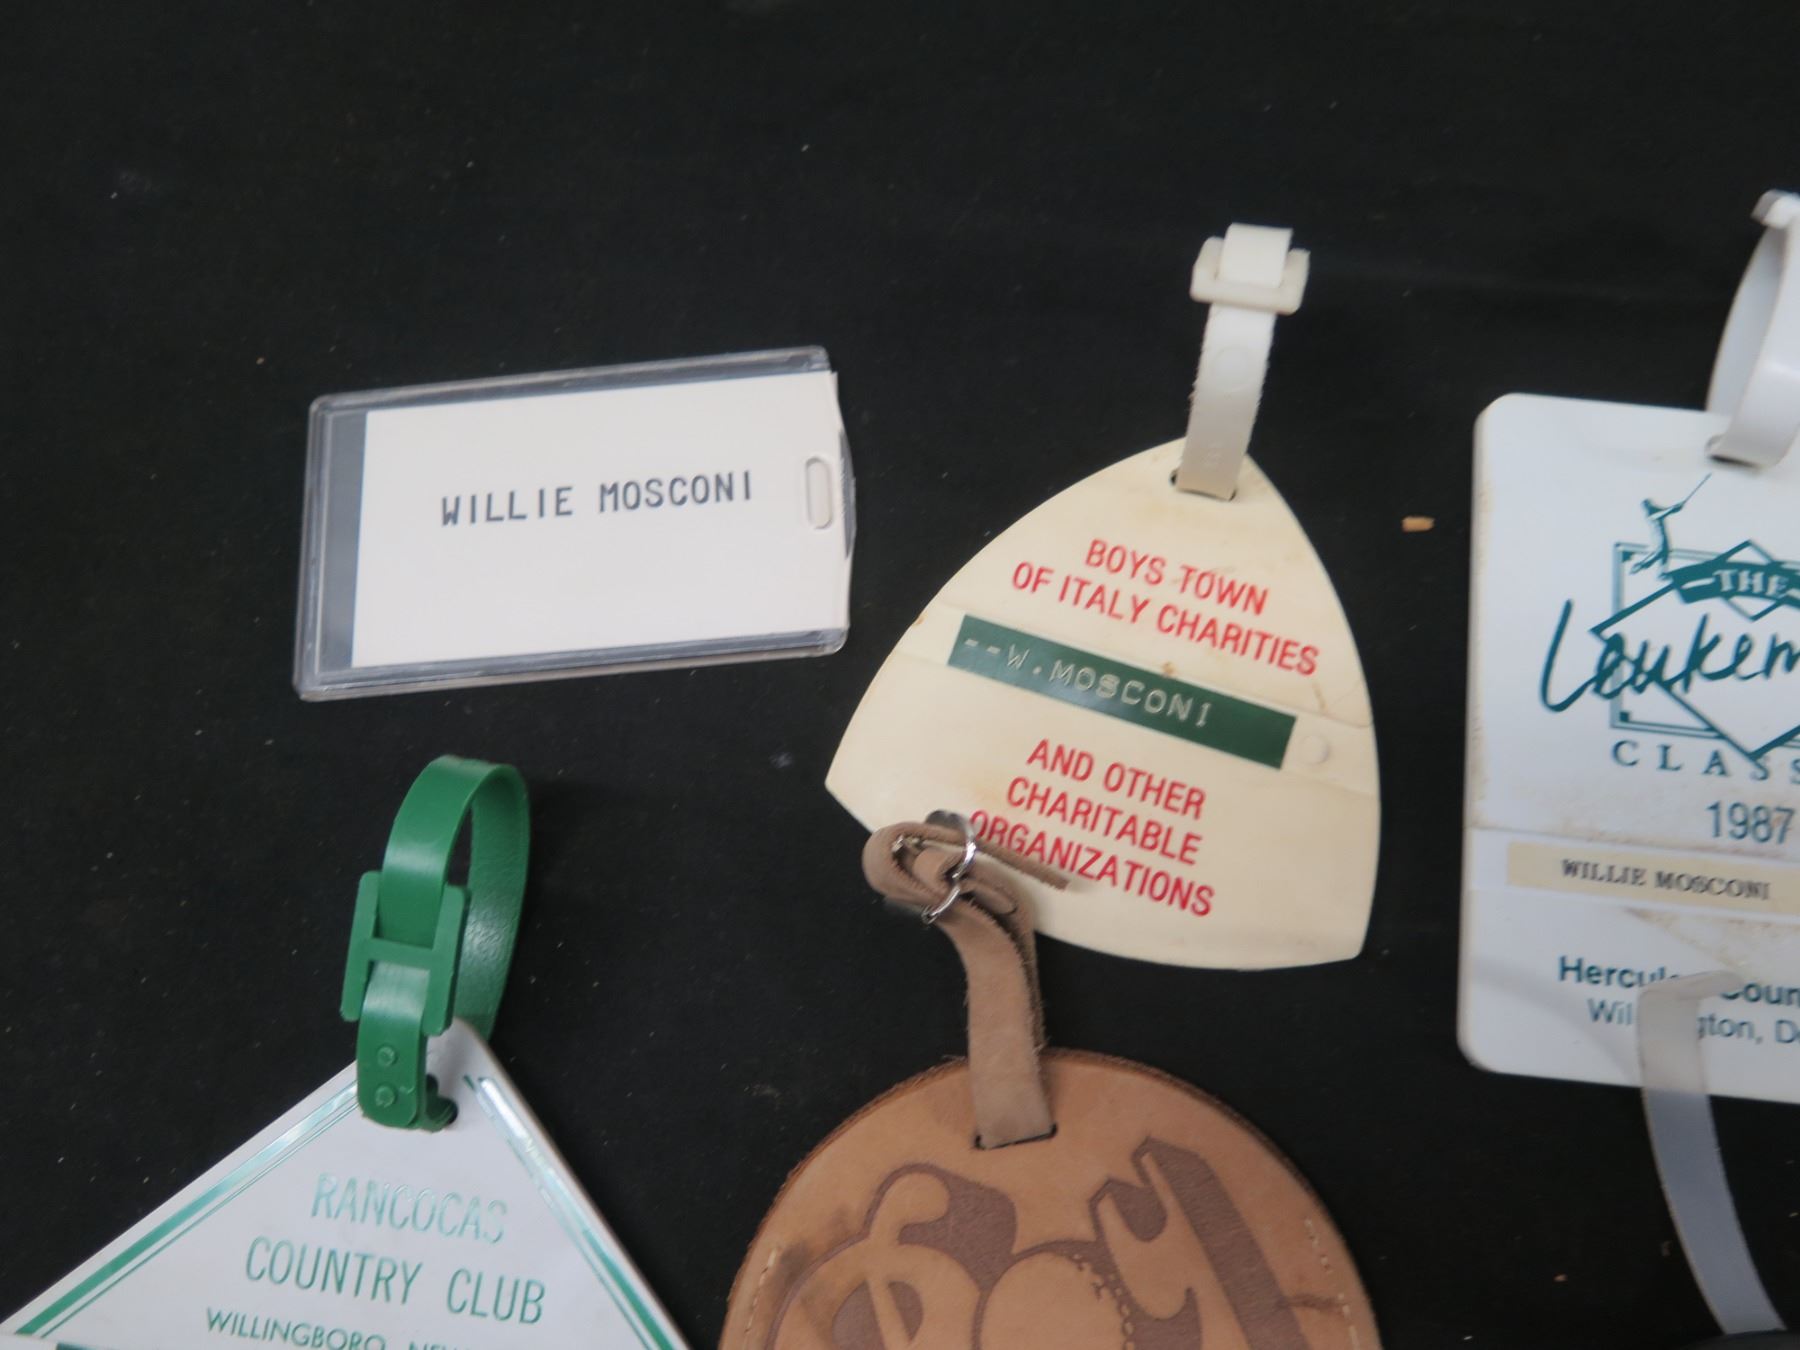 WILLIE MOSCONI
BOYS TOWN
OF ITALY CHARITIES
--W.MOSCONI
AND OTHER
CHARITABLE
ORGANIZATIONS
THE
CLASS
1987
WILLIE MOSCONI
RANCOCAS
COUNTRY CLUB
WILLINGBORO